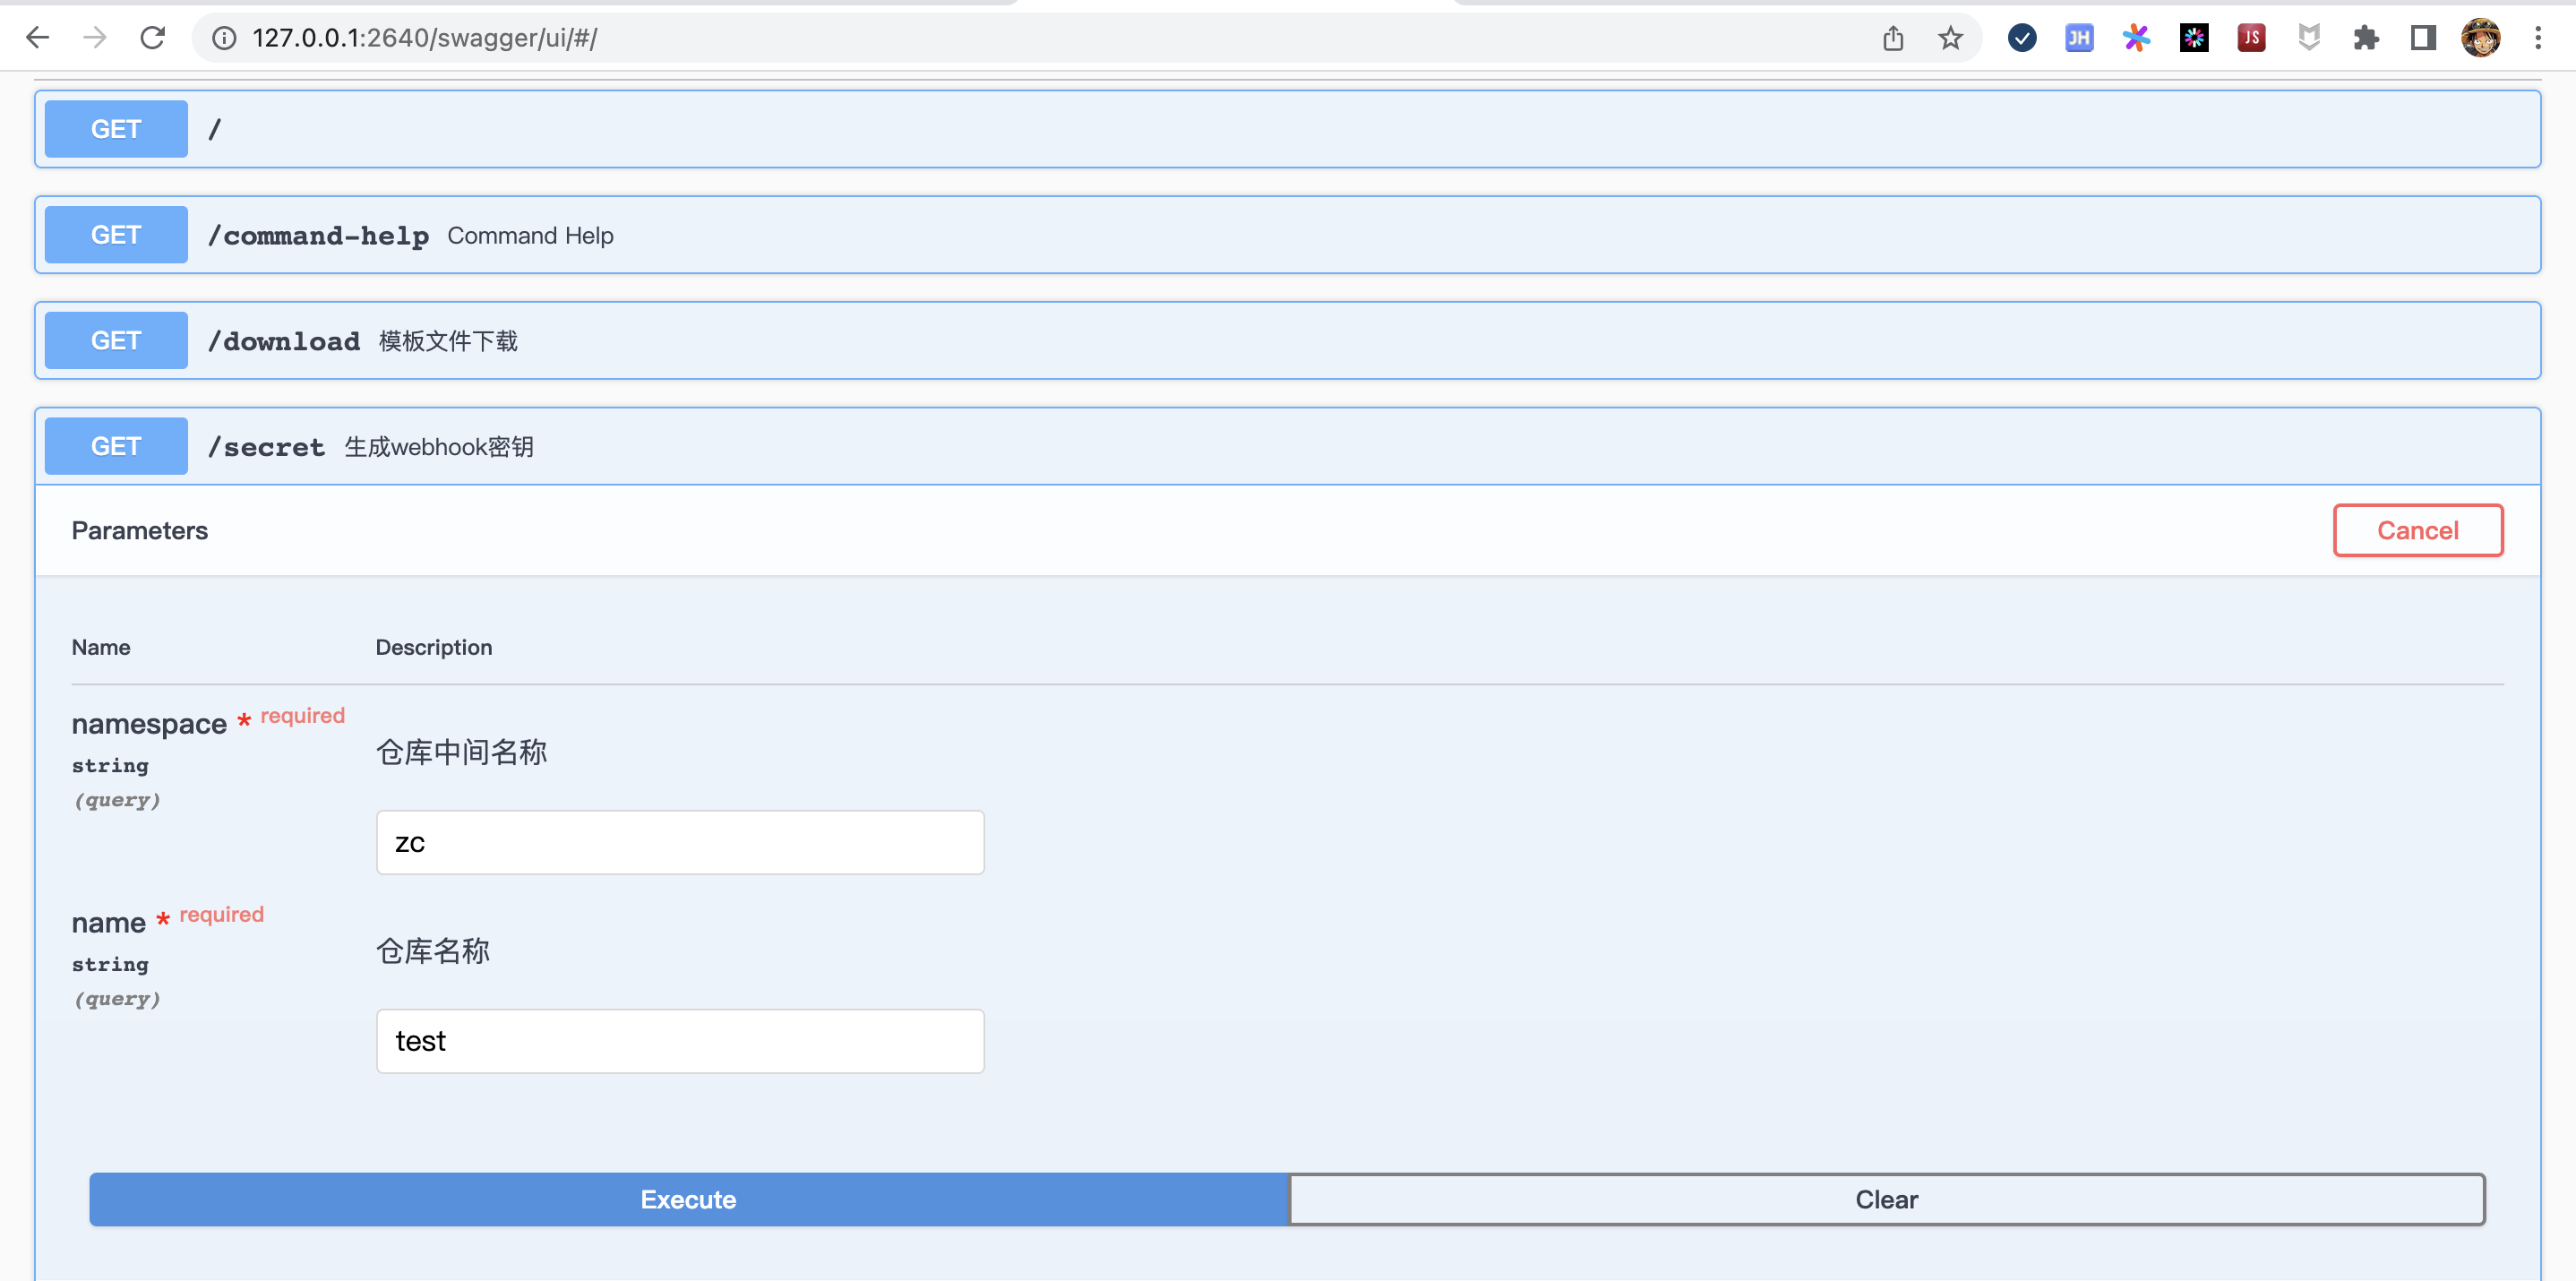 127.0.0.1:2640/swagger/ui/#/
JH
JS
GET /
GET /command-help Command Help
GET /download 模板文件下载
GET /secret 生成webhook密钥
Parameters Cancel
Name Description
namespace * required
仓库中间名称
string
(query)
zc
name * required
仓库名称
string
(query)
test
Execute Clear